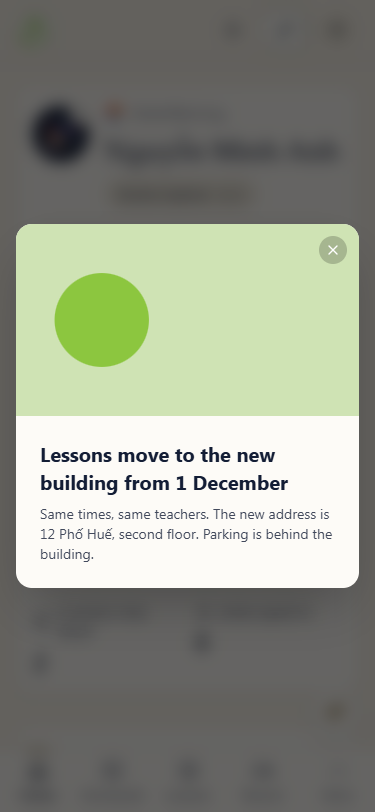 Lessons move to the new
building from 1 December
Same times, same teachers. The new address is
12 Phố Huế, second floor. Parking is behind the
building.